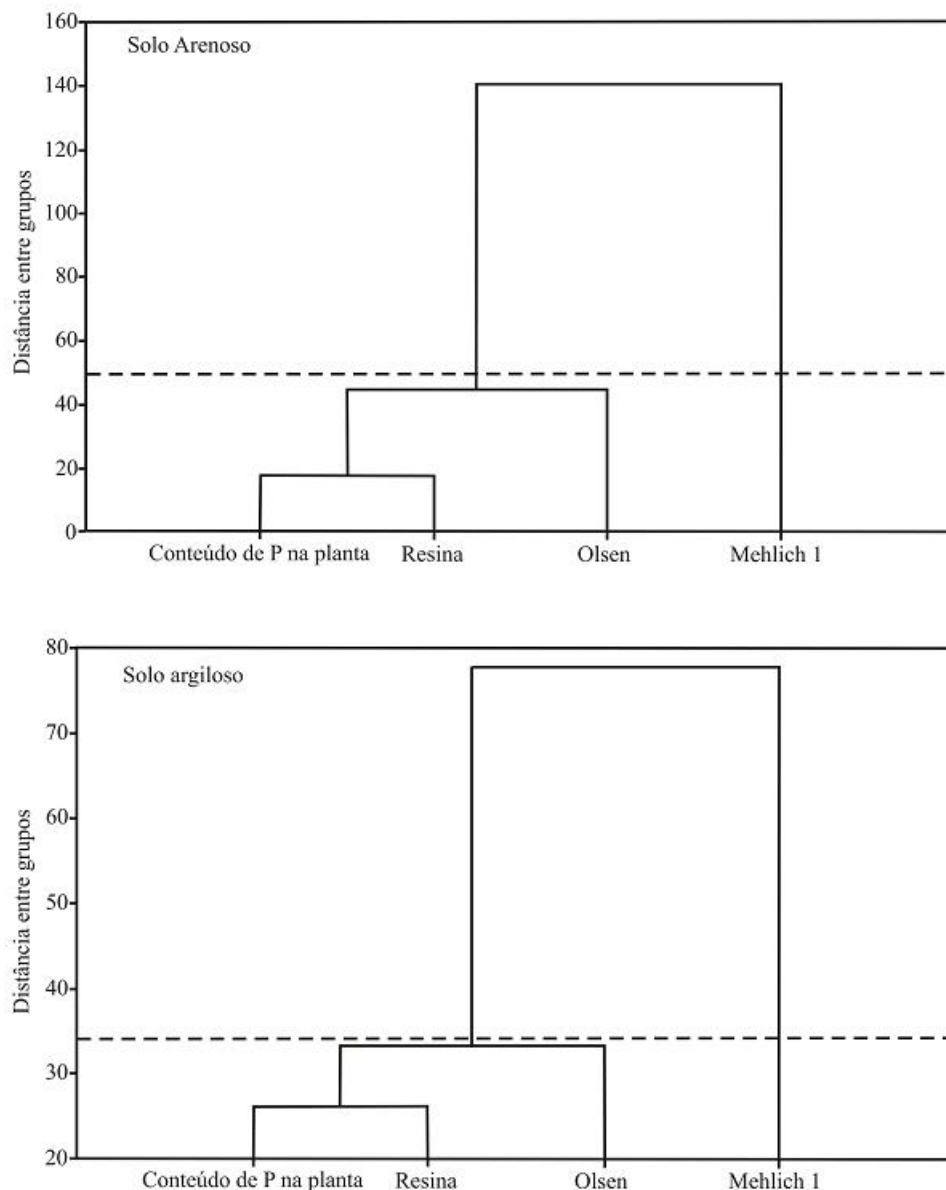 160
Solo Arenoso
140
120
100
80
60
40
20
0
Distância entre grupos
Conteúdo de P na planta Resina Olsen Mehlich 1
80
Solo argiloso
70
60
50
40
30
20
Distância entre grupos
Conteúdo de P na planta Resina Olsen Mehlich 1